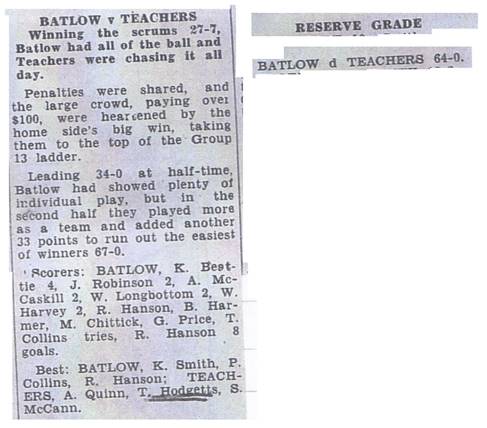 BATLOW v TEACHERS
Winning the scrums 27-7,
Batlow had all of the ball and
Teachers were chasing it all
day.
Penalties were shared, and
the large crowd, paying over
$100, were heartened by the
home side's big win, taking
them to the top of the Group
13 ladder.
Leading 34-0 at half-time,
Batlow had showed plenty of
individual play, but in the
second half they played more
as a team and added another
33 points to run out the easiest
of winners 67-0.
Scorers: BATLOW, K. Beat-
tie 4, J. Robinson 2, A. Mc-
Caskill 2, W. Longbottom 2, W.
Harvey 2, R. Hanson, B. Har-
mer, M. Chittick, G. Price, T.
Collins tries, R. Hanson 8
goals.
Best: BATLOW, K. Smith, P.
Collins, R. Hanson; TEACH-
ERS, A. Quinn, T. Hodgetts, S.
McCann.
RESERVE GRADE
BATLOW d TEACHERS 64-0.